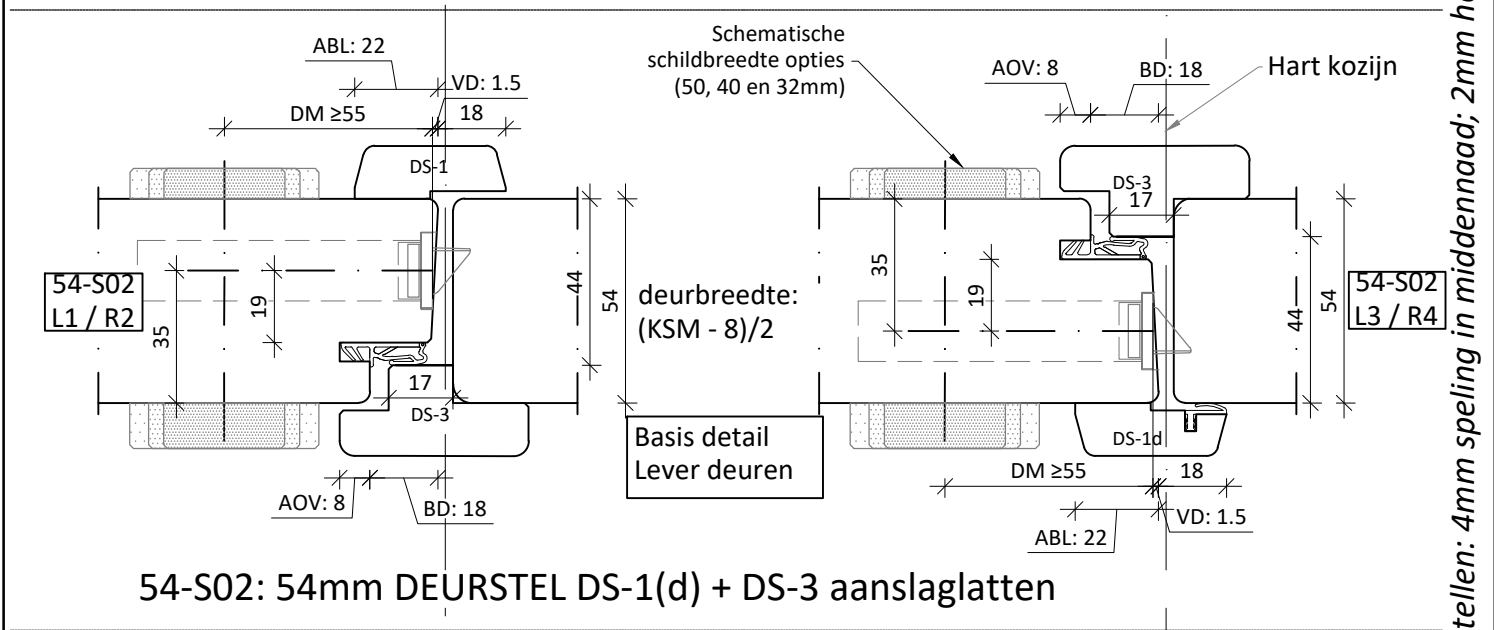 ABL: 22
VD: 1.5
DM ≥55
18
DS-1
54-S02
L1 / R2
35
19
44
54
17
DS-3
AOV: 8
BD: 18
Schematische
schildbreedte opties
(50, 40 en 32mm)
deurbreedte:
(KSM - 8)/2
Basis detail
Lever deuren
AOV: 8
BD: 18
Hart kozijn
DS-3
17
35
19
44
54
54-S02
L3 / R4
DS-1d
DM ≥55
18
VD: 1.5
ABL: 22
54-S02: 54mm DEURSTEL DS-1(d) + DS-3 aanslaglatten
tellen: 4mm speling in middennaad; 2mm